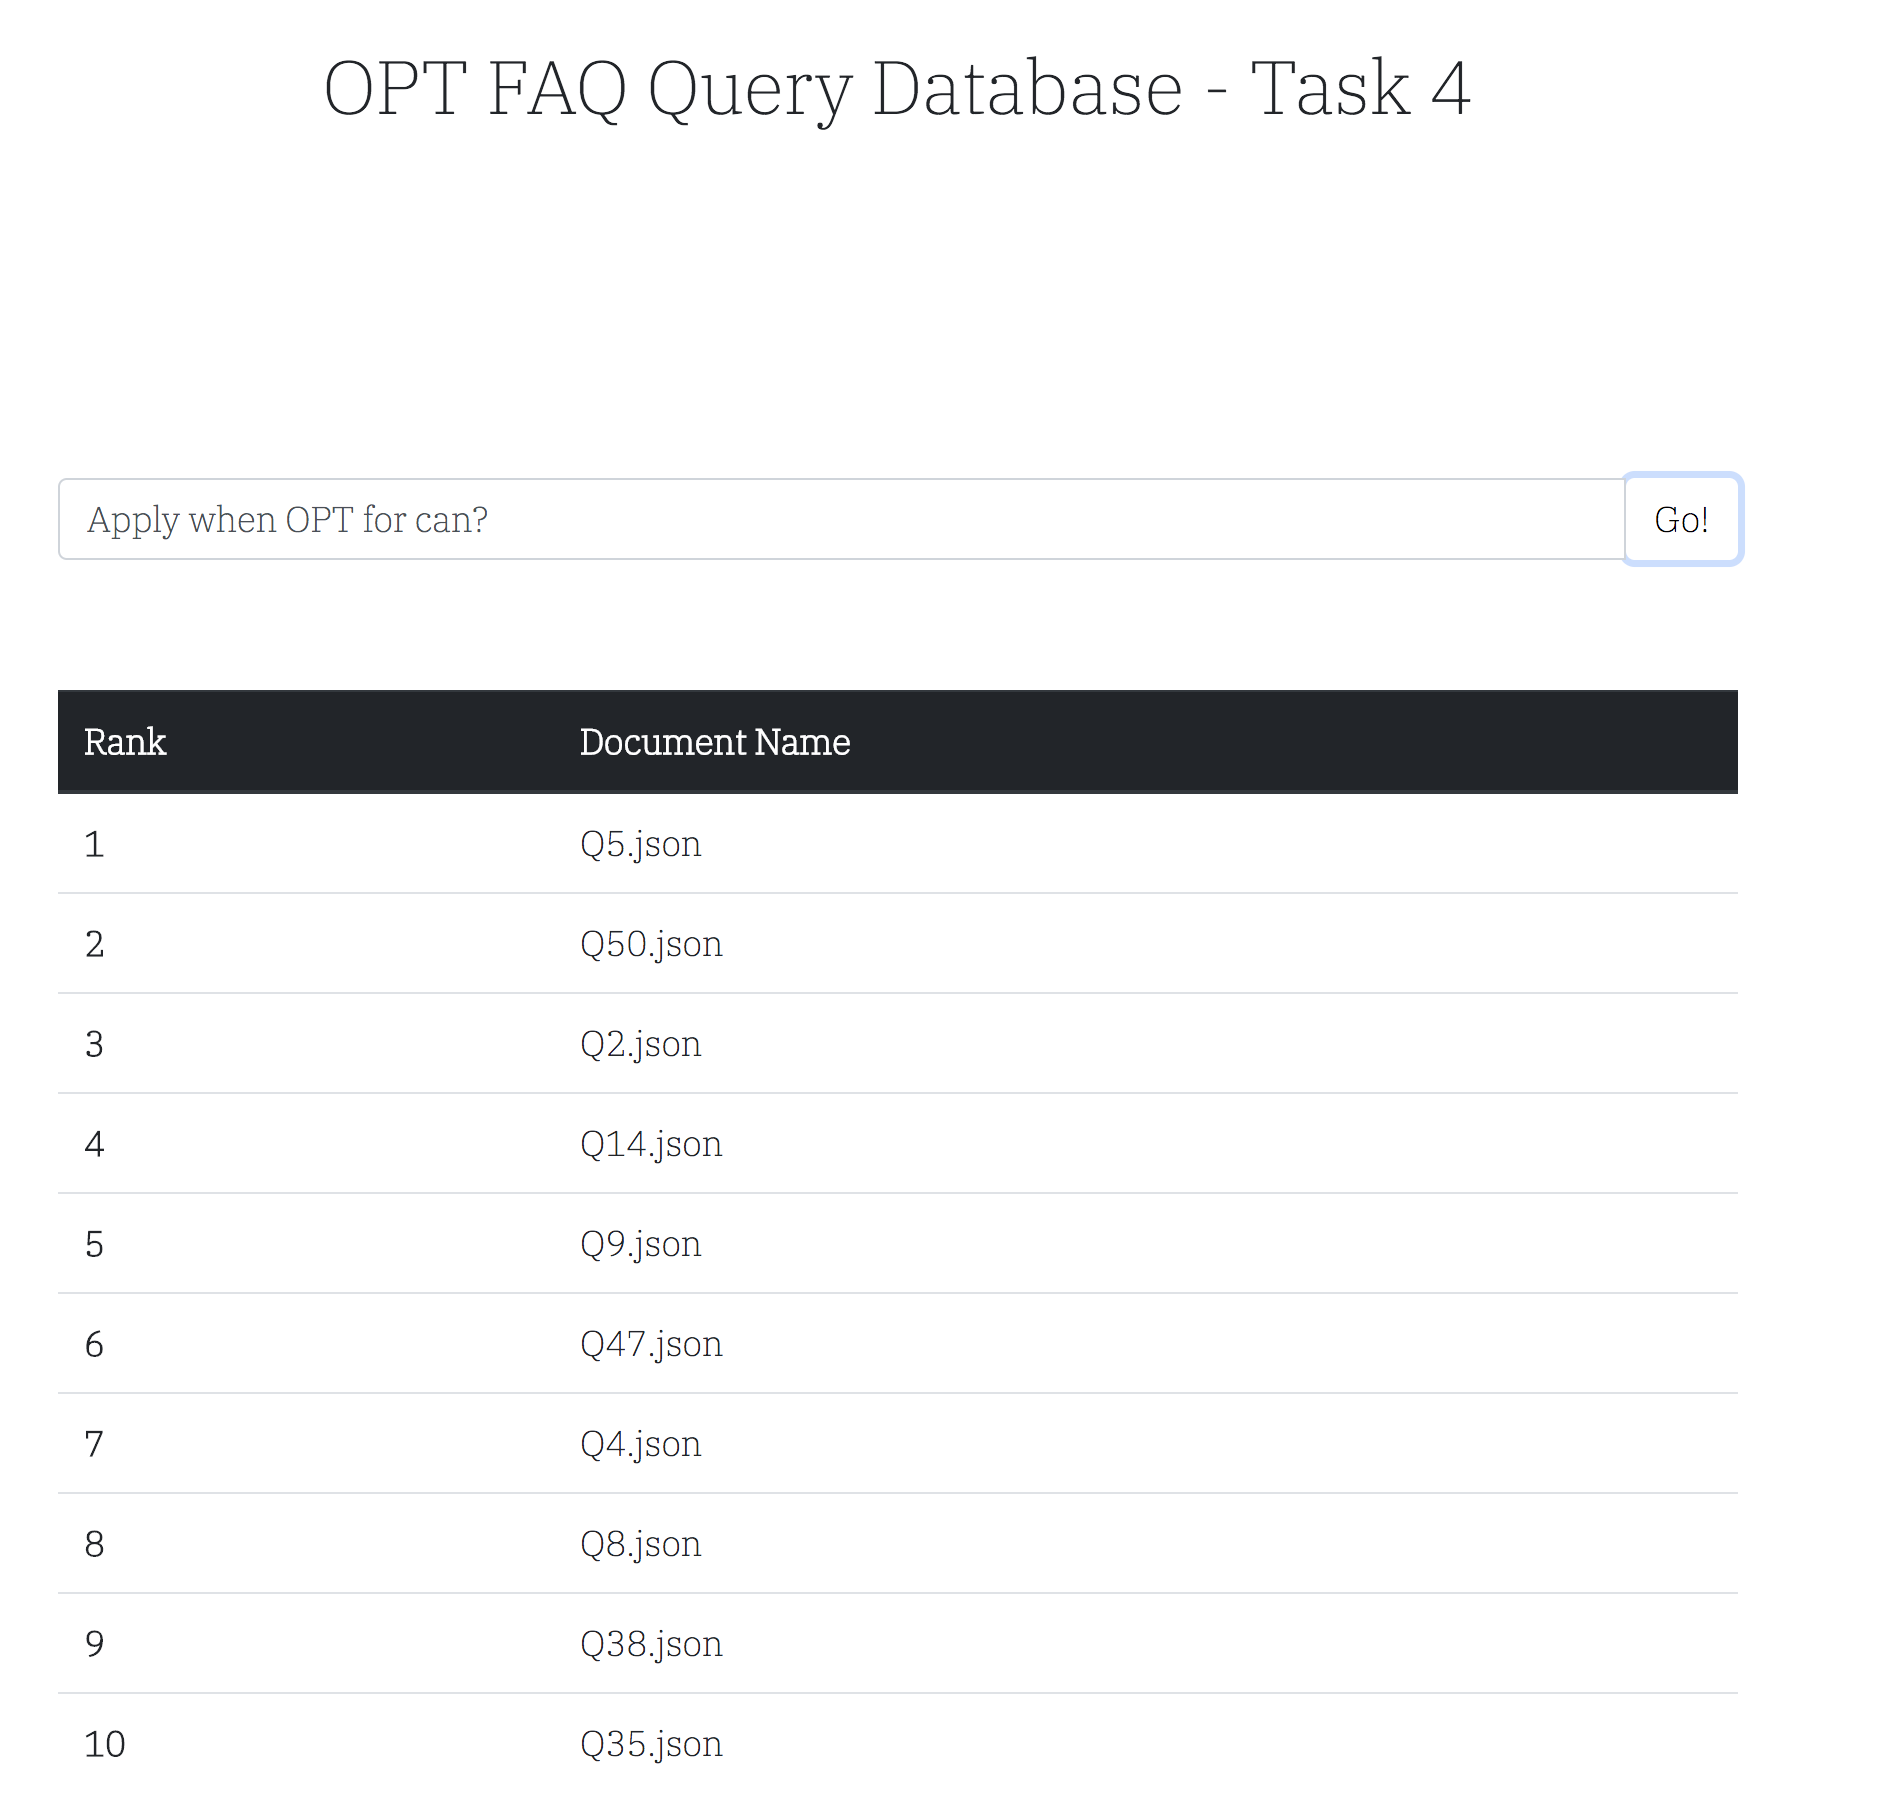 OPT FAQ Query Database - Task 4
Apply when OPT for can? Go!
Rank Document Name
1 Q5.json
2 Q50.json
3 Q2.json
4 Q14.json
5 Q9.json
6 Q47.json
7 Q4.json
8 Q8.json
9 Q38.json
10 Q35.json